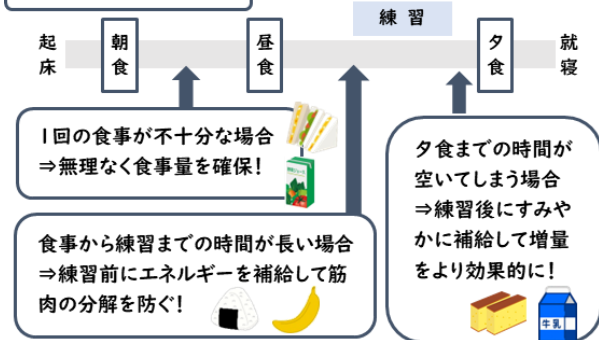 練習
起床
朝食
昼食
夕食
就寝
1回の食事が不十分な場合
⇒無理なく食事量を確保!
食事から練習までの時間が長い場合
⇒練習前にエネルギーを補給して筋
肉の分解を防ぐ!
夕食までの時間が
空いてしまう場合
⇒練習後にすみや
かに補給して増量
をより効果的に!
牛乳